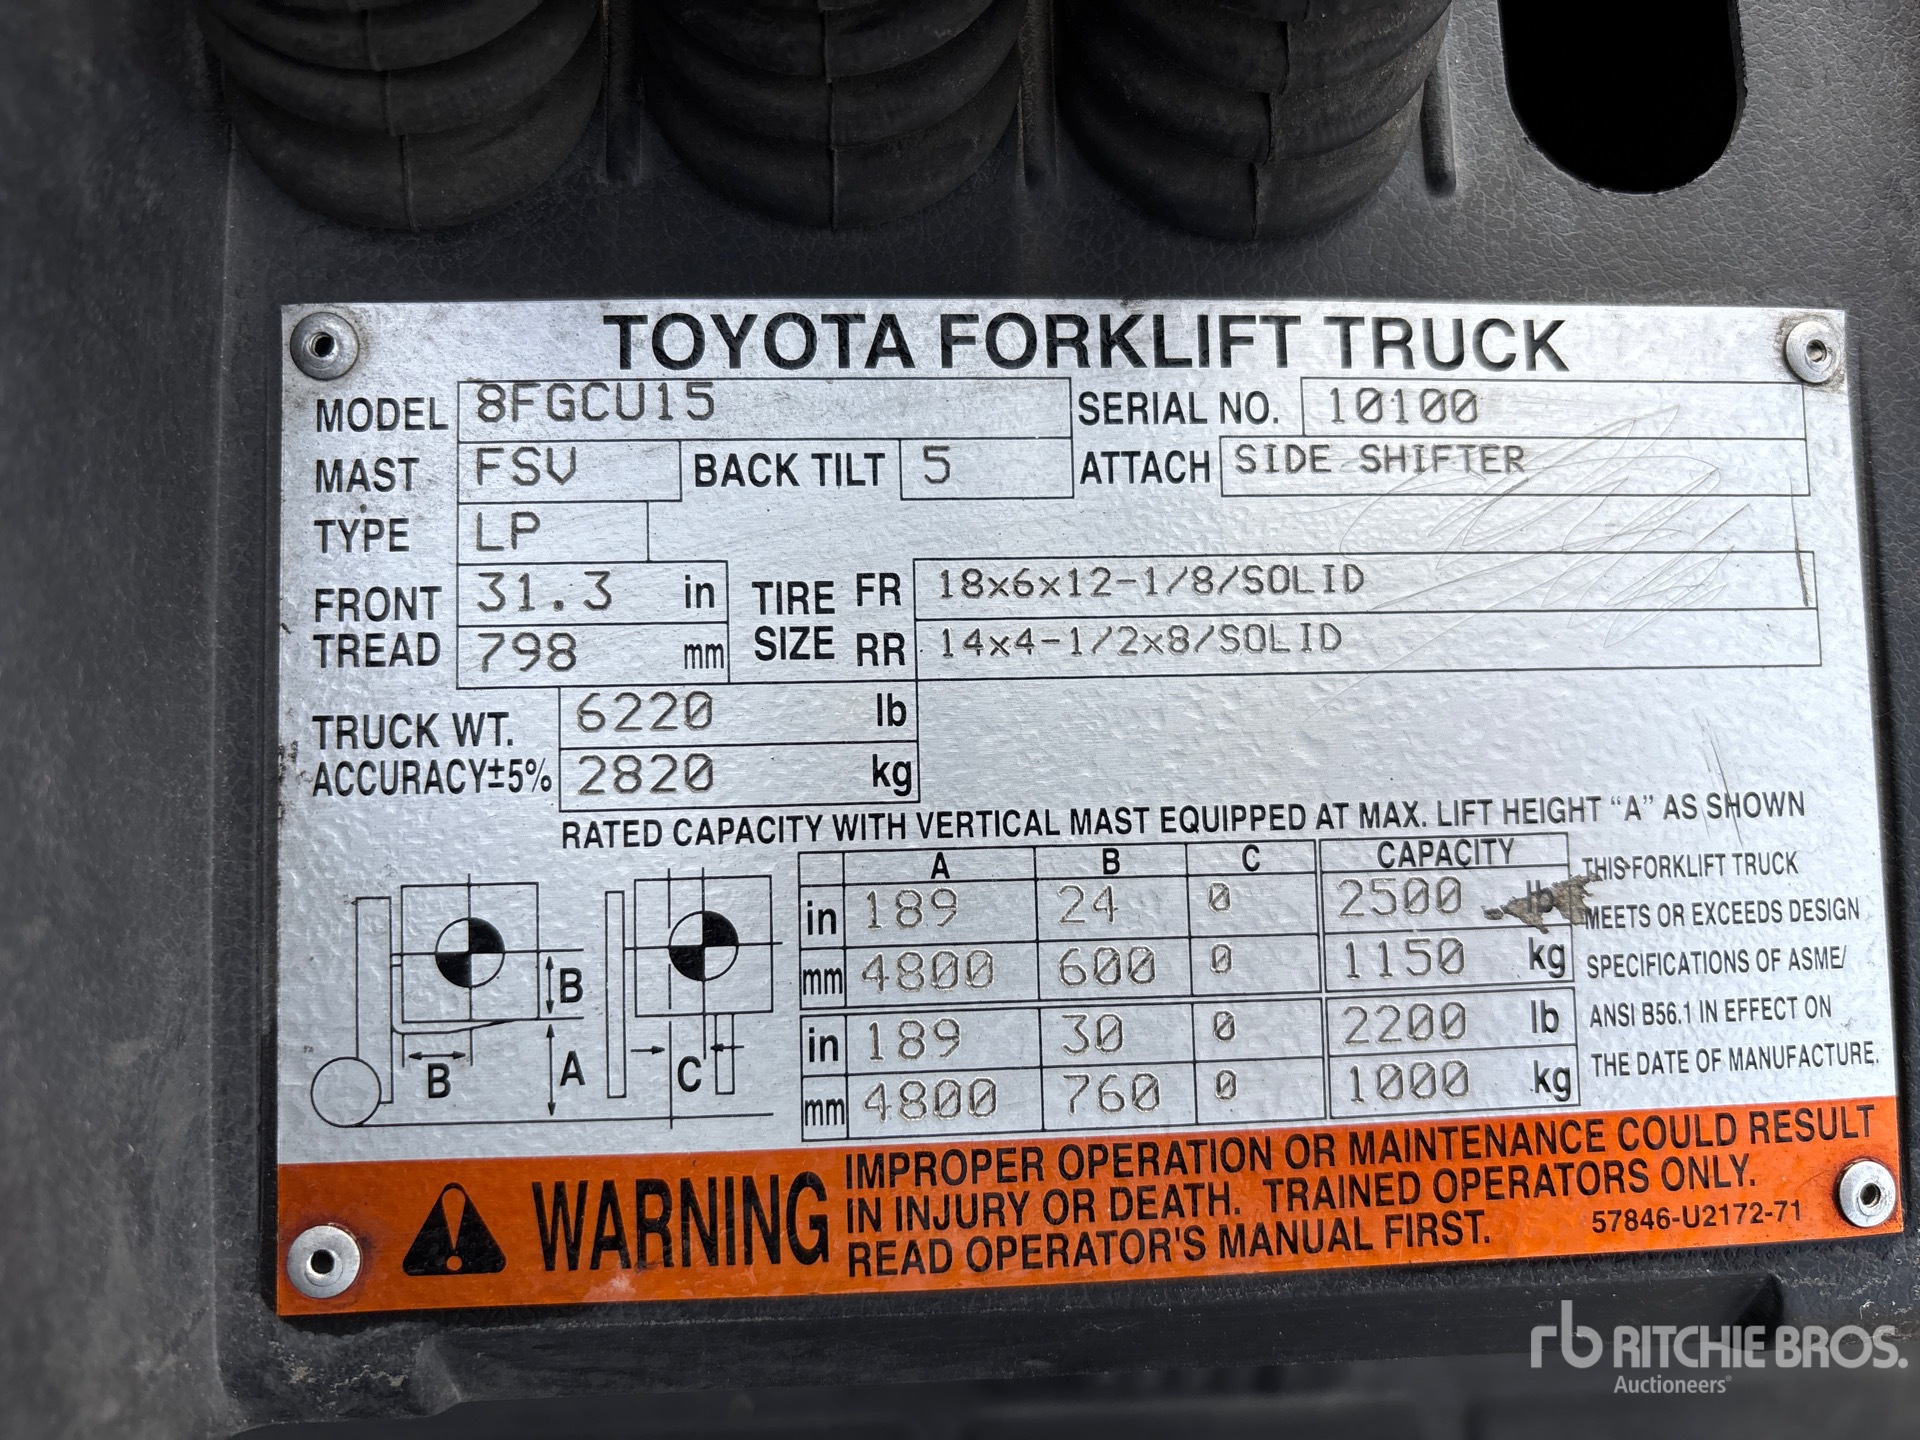 TOYOTA FORKLIFT TRUCK
MODEL 8FGCU15 SERIAL NO. 10100
MAST FSV BACK TILT 5 ATTACH SIDE SHIFTER
TYPE LP
FRONT TREAD 31.3 in TIRE SIZE FR 18x6x12-1/8/SOLID
798 mm RR 14x4-1/2x8/SOLID
TRUCK WT. 6220 lb
ACCURACY±5% 2820 kg
RATED CAPACITY WITH VERTICAL MAST EQUIPPED AT MAX. LIFT HEIGHT “A” AS SHOWN
A B C CAPACITY
in 189 24 0 2500 lb
mm 4800 600 0 1150 kg
in 189 30 0 2200 lb
mm 4800 760 0 1000 kg
B
B
A
C
THIS FORKLIFT TRUCK
MEETS OR EXCEEDS DESIGN
SPECIFICATIONS OF ASME/
ANSI B56.1 IN EFFECT ON
THE DATE OF MANUFACTURE.
WARNING
IMPROPER OPERATION OR MAINTENANCE COULD RESULT
IN INJURY OR DEATH. TRAINED OPERATORS ONLY.
READ OPERATOR'S MANUAL FIRST.
57846-U2172-71
rb RITCHIE BROS.
Auctioneers